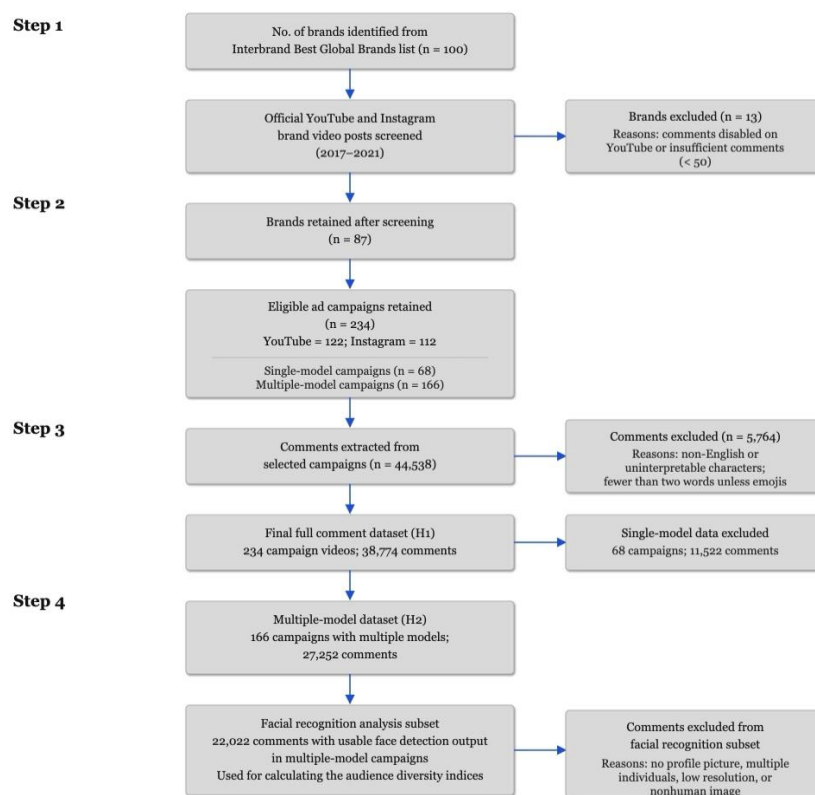 Step 1
No. of brands identified from
Interbrand Best Global Brands list (n = 100)
Official YouTube and Instagram
brand video posts screened
(2017–2021)
Brands excluded (n = 13)
Reasons: comments disabled on
YouTube or insufficient comments
(< 50)
Step 2
Brands retained after screening
(n = 87)
Eligible ad campaigns retained
(n = 234)
YouTube = 122; Instagram = 112
Single-model campaigns (n = 68)
Multiple-model campaigns (n = 166)
Step 3
Comments extracted from
selected campaigns (n = 44,538)
Comments excluded (n = 5,764)
Reasons: non-English or
uninterpretable characters;
fewer than two words unless emojis
Final full comment dataset (H1)
234 campaign videos; 38,774 comments
Single-model data excluded
68 campaigns; 11,522 comments
Step 4
Multiple-model dataset (H2)
166 campaigns with multiple models;
27,252 comments
Facial recognition analysis subset
22,022 comments with usable face detection output
in multiple-model campaigns
Used for calculating the audience diversity indices
Comments excluded from
facial recognition subset
Reasons: no profile picture, multiple
individuals, low resolution, or
nonhuman image